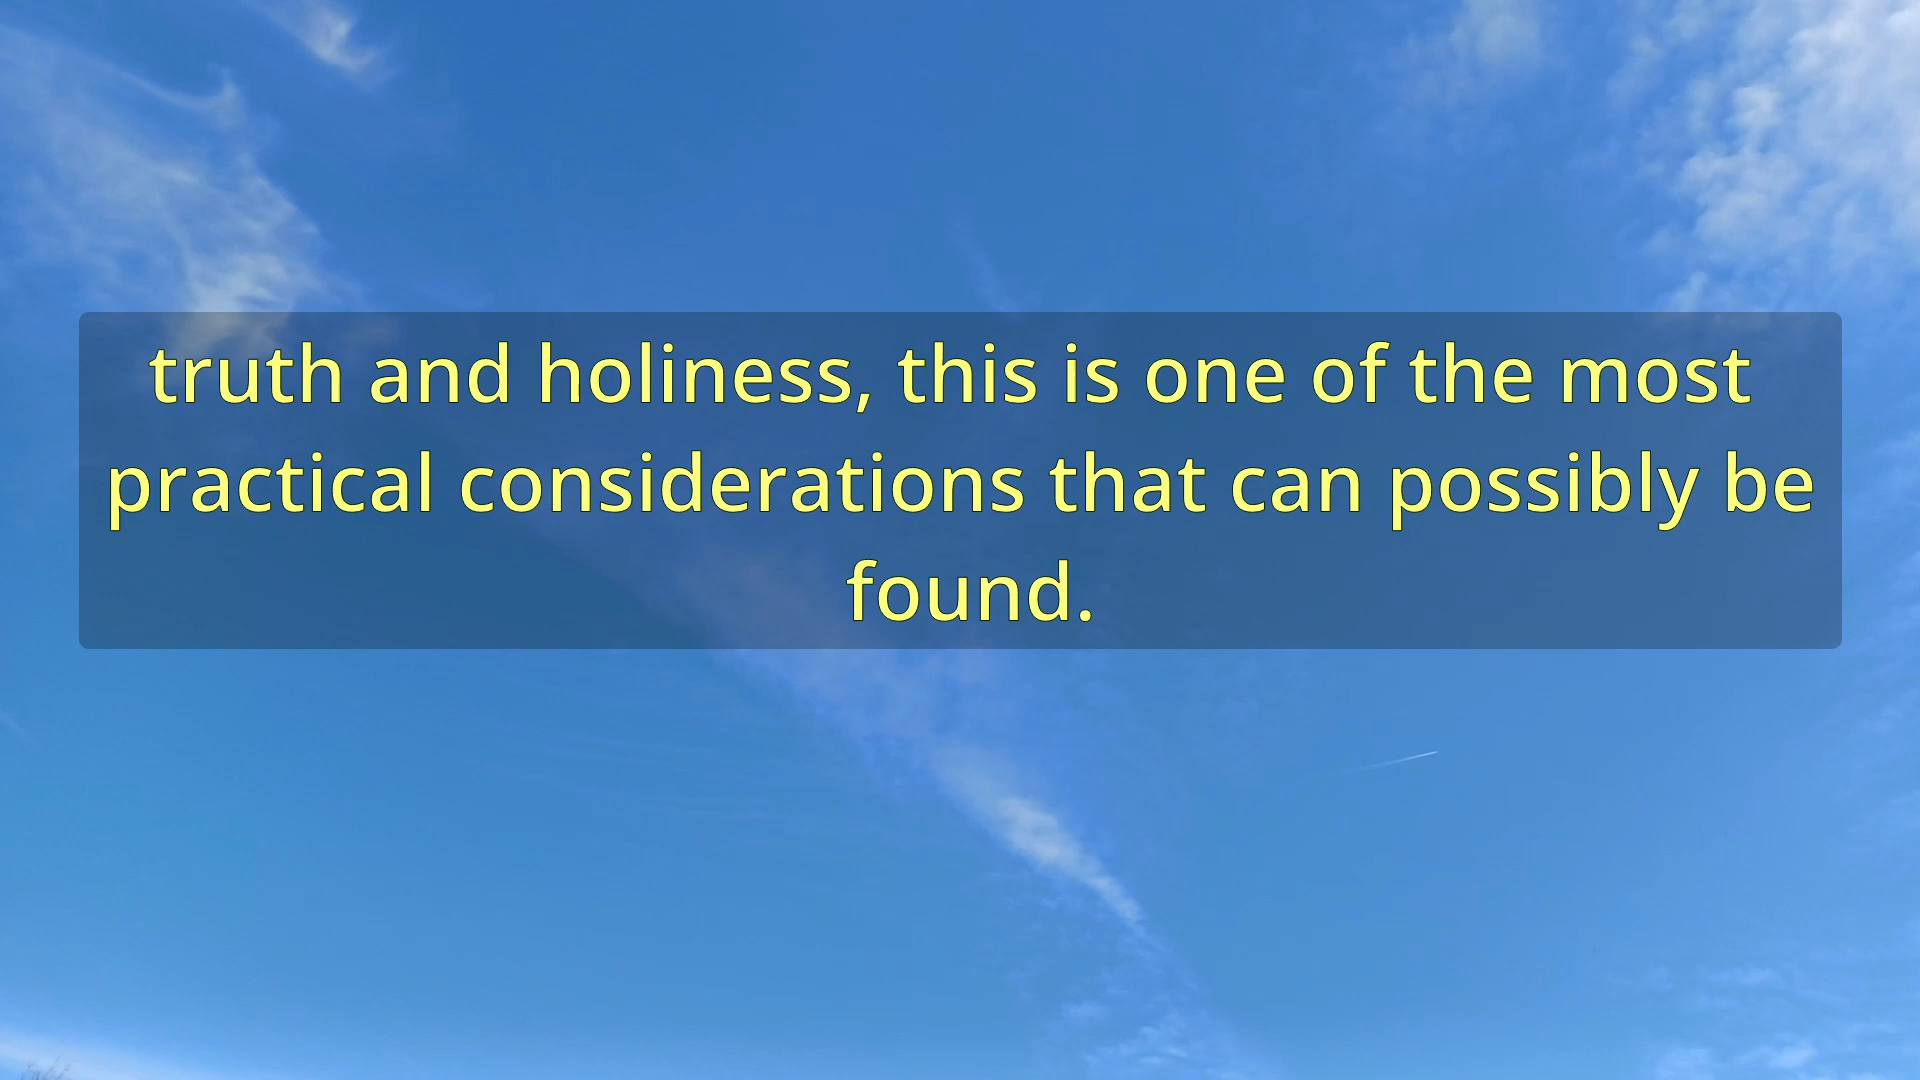 truth and holiness, this is one of the most
practical considerations that can possibly be
found.